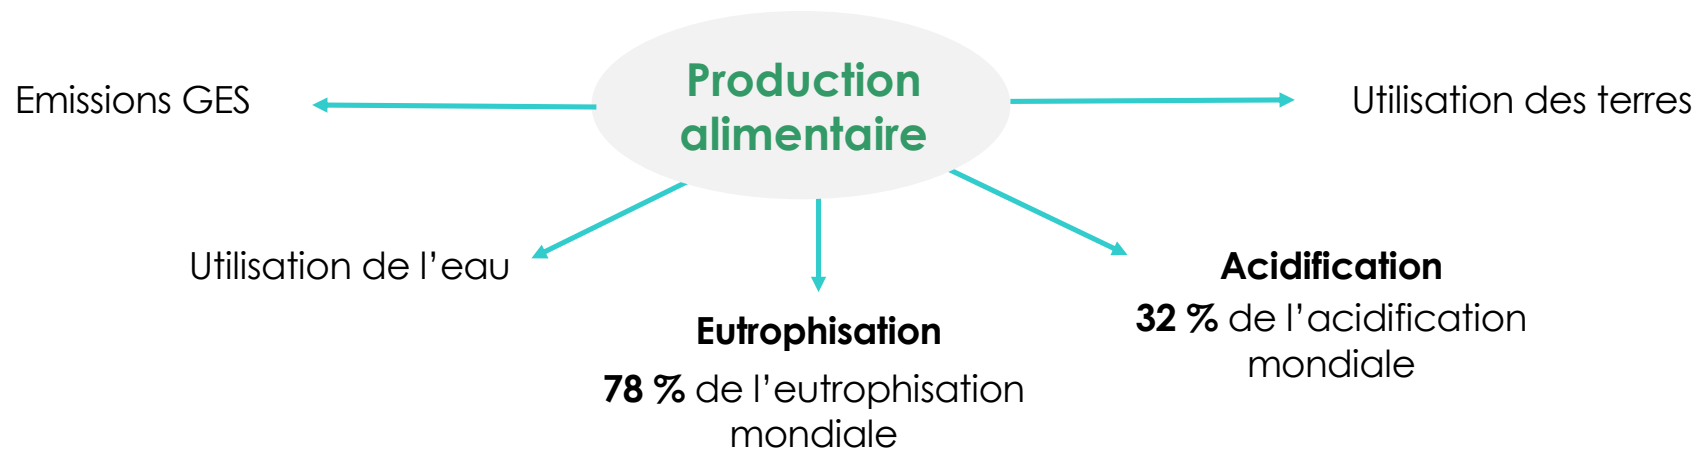 Production
alimentaire
Emissions GES
Utilisation des terres
Utilisation de l’eau
Eutrophisation
78 % de l’eutrophisation
mondiale
Acidification
32 % de l’acidification
mondiale